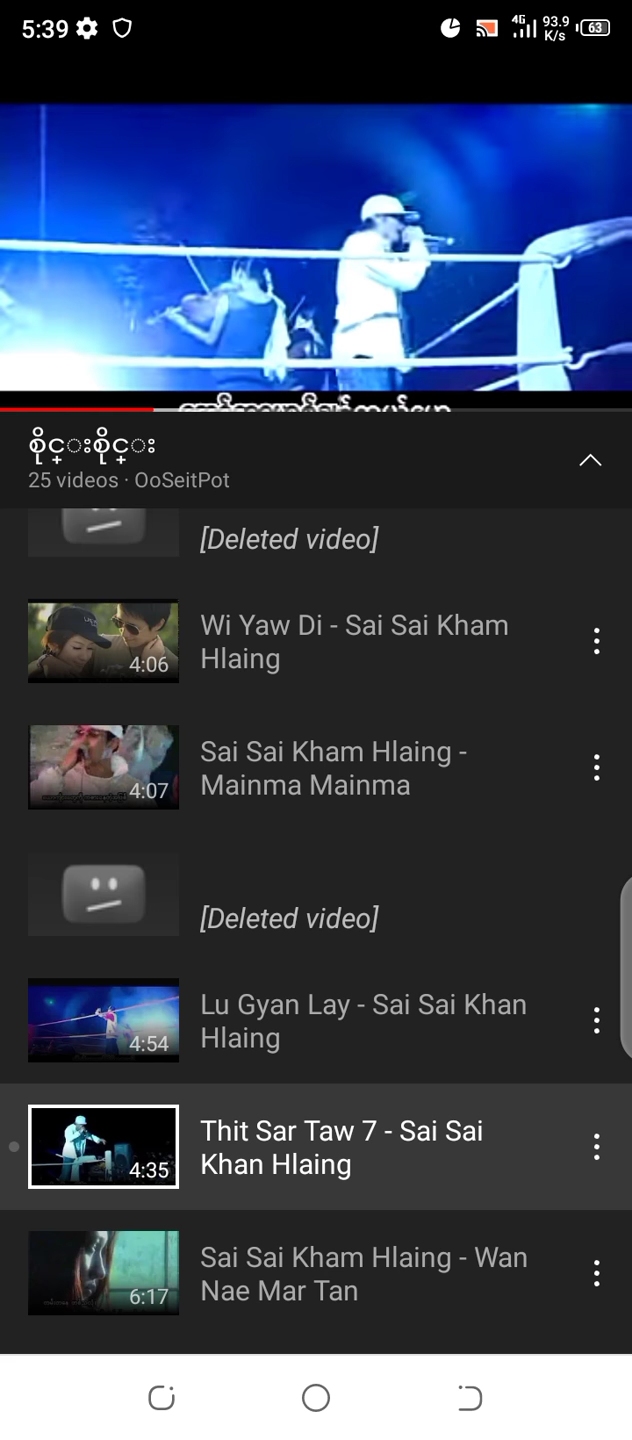 5:39
4G
93.9
K/s
63
စိုင္းစိုင္း
25 videos · OoSeitPot
[Deleted video]
Wi Yaw Di - Sai Sai Kham
Hlaing
4:06
Sai Sai Kham Hlaing -
Mainma Mainma
4:07
[Deleted video]
Lu Gyan Lay - Sai Sai Khan
Hlaing
4:54
Thit Sar Taw 7 - Sai Sai
Khan Hlaing
4:35
Sai Sai Kham Hlaing - Wan
Nae Mar Tan
6:17